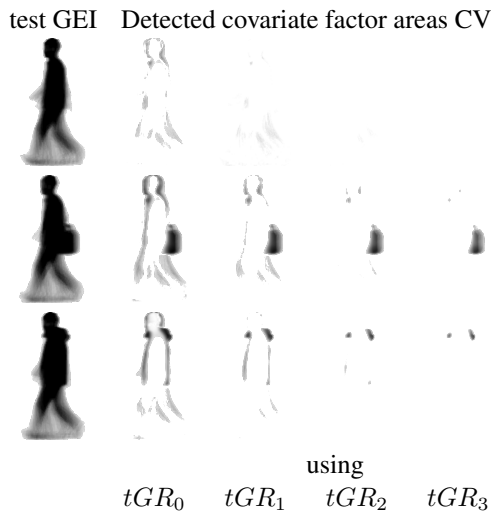 test GEI Detected covariate factor areas CV
using
tGR₀ tGR₁ tGR₂ tGR₃